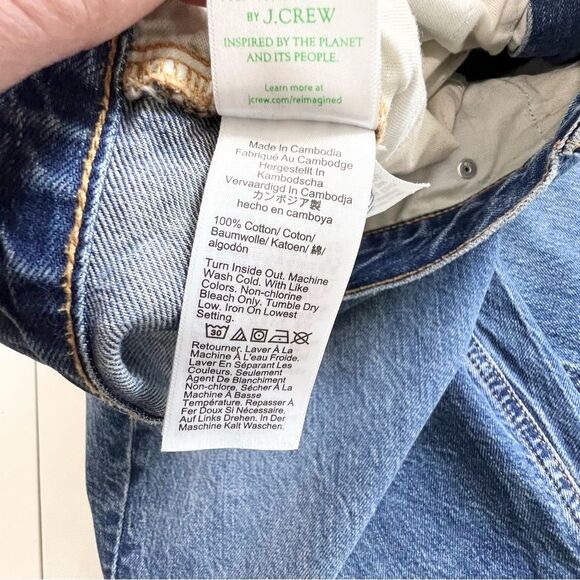 by J.CREW
INSPIRED BY THE PLANET
AND ITS PEOPLE.
Learn more at
jcrew.com/reimagined
Made In Cambodia
Fabriqué Au Cambodge
Hergestellt In
Kambodscha
Vervaardigd In Cambodja
カンボジア製
hecho en camboya
100% Cotton/ Coton/
Baumwolle/ Katoen/ 綿/
algodón
Turn Inside Out. Machine
Wash Cold. With Like
Colors. Non-chlorine
Bleach Only. Tumble Dry
Low. Iron On Lowest
Setting.
30
Retourner. Laver À La
Machine À L'eau Froide.
Laver En Séparant Les
Couleurs. Seulement
Agent De Blanchiment
Non-chlore. Sécher À La
Machine À Basse
Température. Repasser À
Fer Doux Si Nécessaire.
Auf Links Drehen. In Der
Maschine Kalt Waschen.